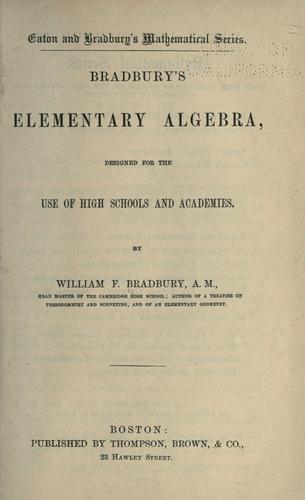 Eaton and Bradbury's Mathematical Series.
BRADBURY'S
ELEMENTARY ALGEBRA,
DESIGNED FOR THE
USE OF HIGH SCHOOLS AND ACADEMIES.
BY
WILLIAM F. BRADBURY, A. M.,
HEAD MASTER OF THE CAMBRIDGE HIGH SCHOOL; AUTHOR OF A TREATISE ON
TRIGONOMETRY AND SURVEYING, AND OF AN ELEMENTARY GEOMETRY.
BOSTON:
PUBLISHED BY THOMPSON, BROWN, & CO.,
23 HAWLEY STREET.